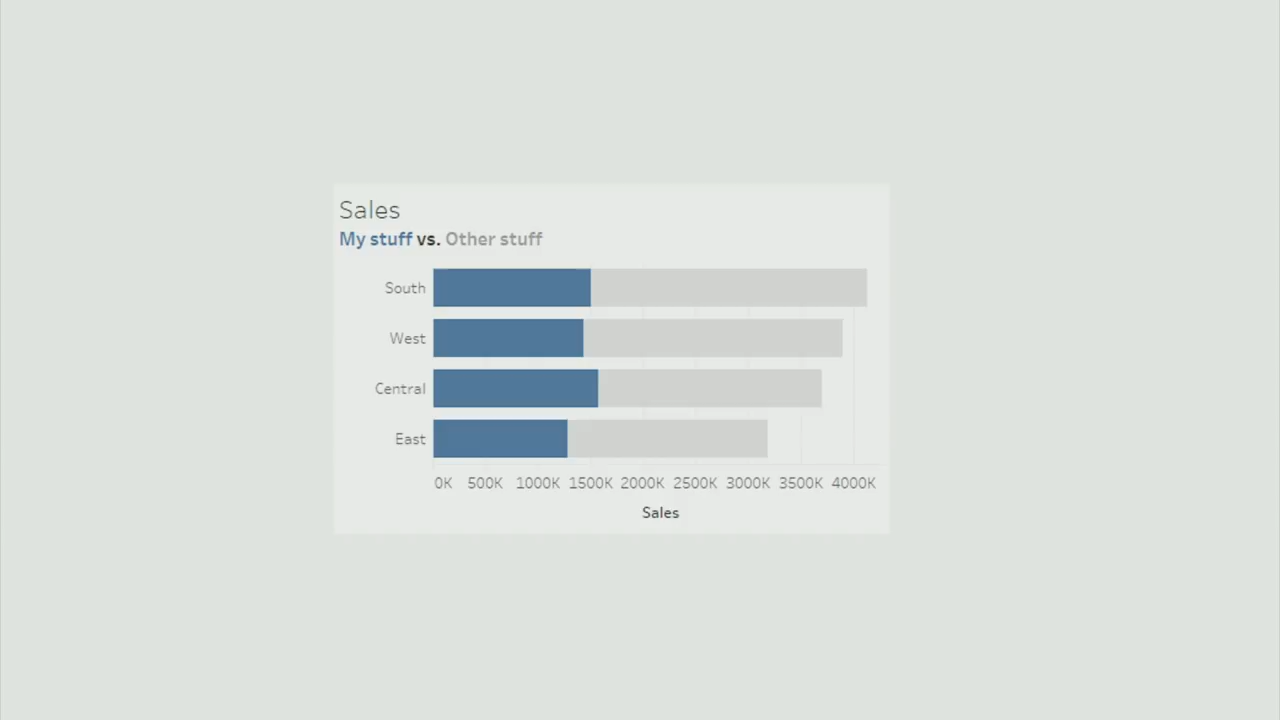 Sales
My stuff vs. Other stuff
South
West
Central
East
0K 500K 1000K 1500K 2000K 2500K 3000K 3500K 4000K
Sales